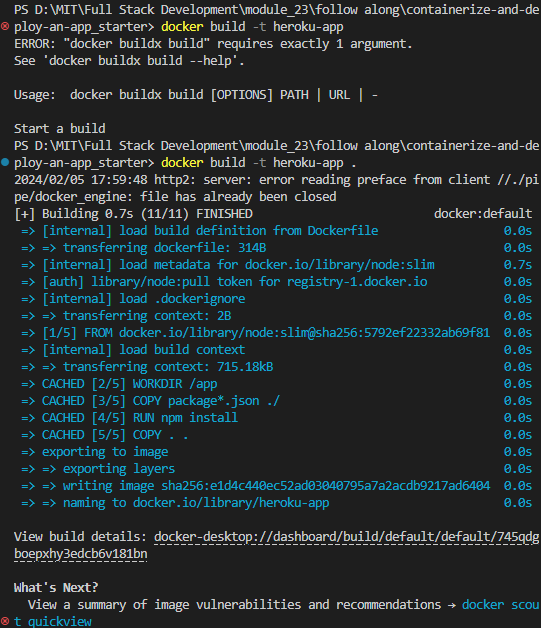 PS D:\MIT\Full Stack Development\module_23\follow along\containerize-and-de
ploy-an-app_starter> docker build -t heroku-app
ERROR: "docker buildx build" requires exactly 1 argument.
See 'docker buildx build --help'.
Usage:  docker buildx build [OPTIONS] PATH | URL | -
Start a build
PS D:\MIT\Full Stack Development\module_23\follow along\containerize-and-de
ploy-an-app_starter> docker build -t heroku-app .
2024/02/05 17:59:48 http2: server: error reading preface from client //./pi
pe/docker_engine: file has already been closed
[+] Building 0.7s (11/11) FINISHED docker:default
=> [internal] load build definition from Dockerfile 0.0s
=> => transferring dockerfile: 314B 0.0s
=> [internal] load metadata for docker.io/library/node:slim 0.7s
=> [auth] library/node:pull token for registry-1.docker.io 0.0s
=> [internal] load .dockerignore 0.0s
=> => transferring context: 2B 0.0s
=> [1/5] FROM docker.io/library/node:slim@sha256:5792ef22332ab69f81 0.0s
=> [internal] load build context 0.0s
=> => transferring context: 715.18kB 0.0s
=> CACHED [2/5] WORKDIR /app 0.0s
=> CACHED [3/5] COPY package*.json ./ 0.0s
=> CACHED [4/5] RUN npm install 0.0s
=> CACHED [5/5] COPY . . 0.0s
=> exporting to image 0.0s
=> => exporting layers 0.0s
=> => writing image sha256:e1d4c440ec52ad03040795a7a2acdb9217ad6404 0.0s
=> => naming to docker.io/library/heroku-app 0.0s
View build details: docker-desktop://dashboard/build/default/default/745qdg
boepxhy3edcb6v181bn
What's Next?
View a summary of image vulnerabilities and recommendations → docker scou
t quickview